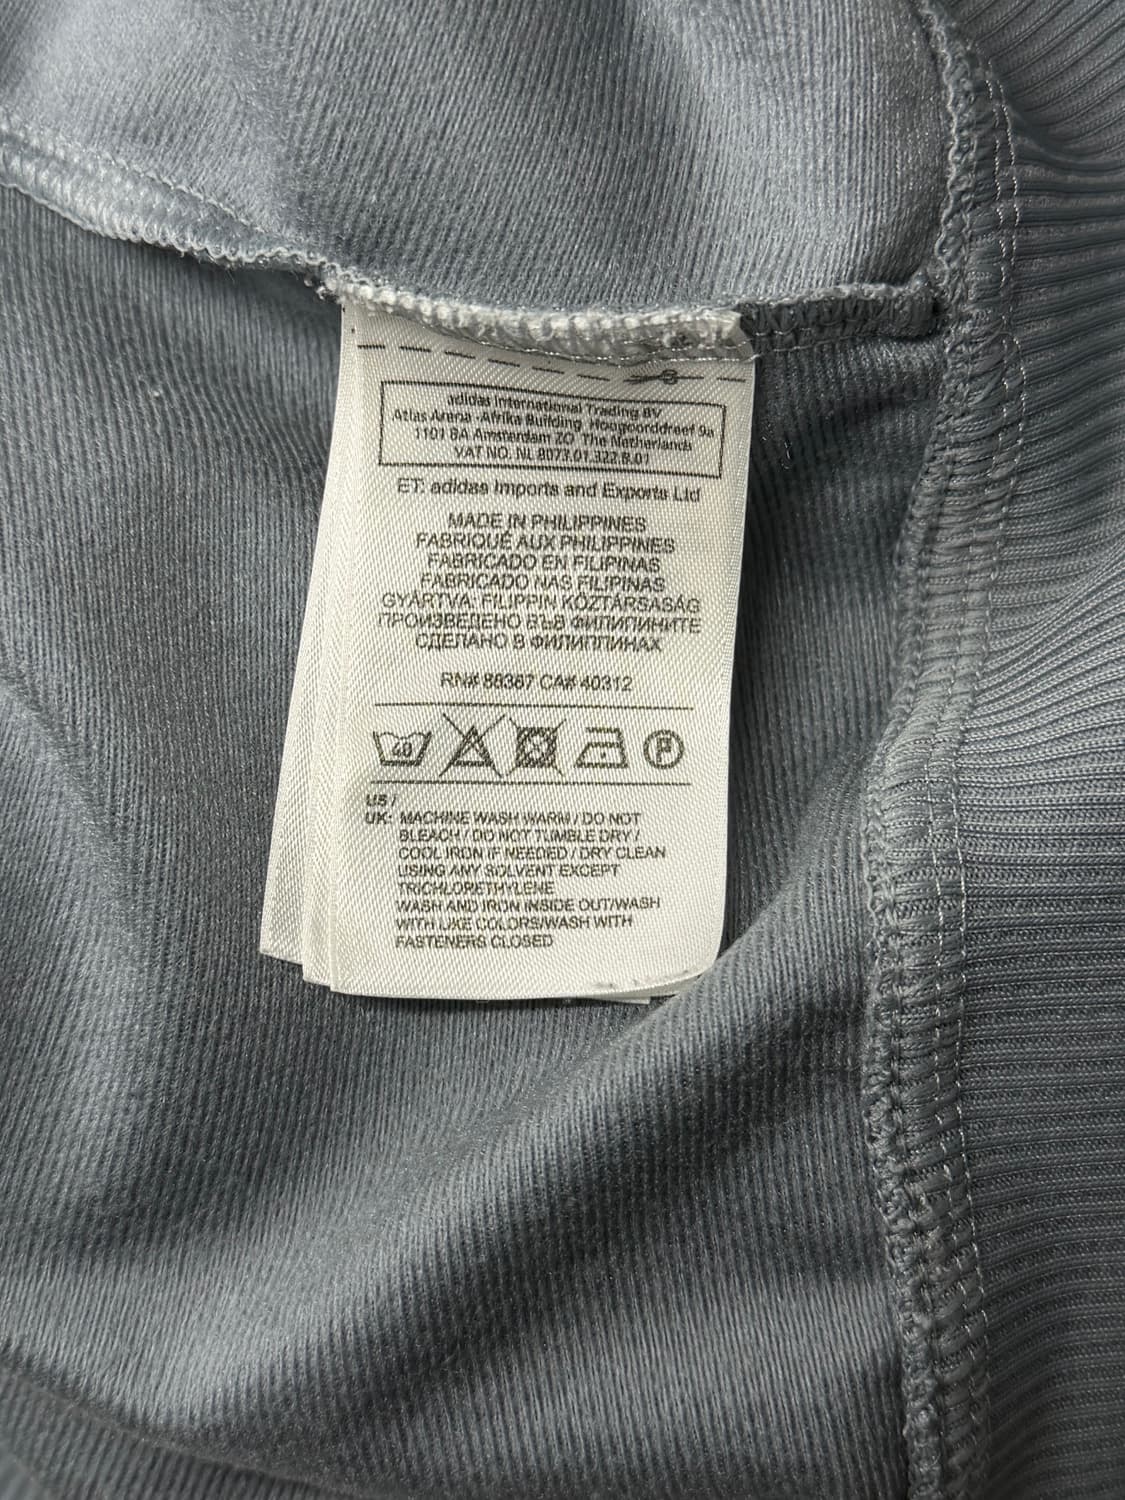 adidas International Trading BV
Atlas Arena -Afrika Building, Hoogoorddreef 9a
1101 BA Amsterdam ZO The Netherlands
VAT NO. NL 8073.01.322.B.01
ET: adidas Imports and Exports Ltd
MADE IN PHILIPPINES
FABRIQUÉ AUX PHILIPPINES
FABRICADO EN FILIPINAS
FABRICADO NAS FILIPINAS
GYÁRTVA: FILIPPIN KÖZTÁRSASÁG
ПРОИЗВЕДЕНО ВЪВ ФИЛИПИНИТЕ
СДЕЛАНО В ФИЛИППИНАХ
RN# 88387 CA# 40312
40 P
US /
UK: MACHINE WASH WARM / DO NOT
BLEACH / DO NOT TUMBLE DRY /
COOL IRON IF NEEDED / DRY CLEAN
USING ANY SOLVENT EXCEPT
TRICHLORETHYLENE
WASH AND IRON INSIDE OUT/WASH
WITH LIKE COLORS/WASH WITH
FASTENERS CLOSED